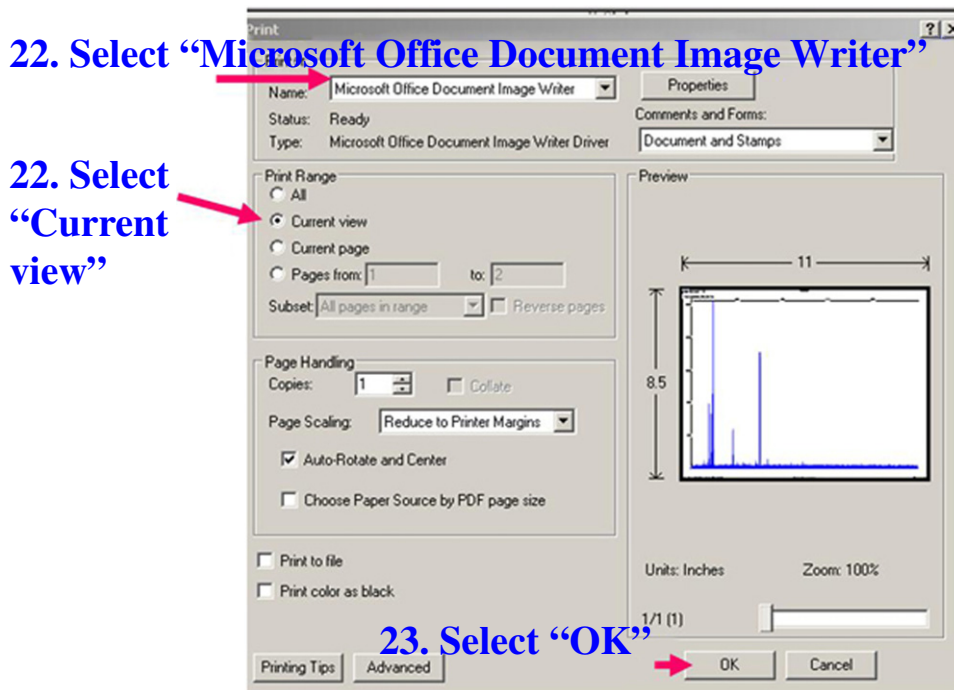 Print
22. Select “Microsoft Office Document Image Writer”
Name: Microsoft Office Document Image Writer Properties
Status: Ready Comments and Forms:
Type: Microsoft Office Document Image Writer Driver Document and Stamps
22. Select
“Current
view”
Print Range
All
Current view
Current page
Pages from: 1 to: 2
Subset: All pages in range Reverse pages
Page Handling
Copies: 1 Collate
Page Scaling: Reduce to Printer Margins
Auto-Rotate and Center
Choose Paper Source by PDF page size
Print to file
Print color as black
Preview
11
8.5
Units: Inches Zoom: 100%
1/1 (1)
23. Select “OK”
Printing Tips Advanced OK Cancel